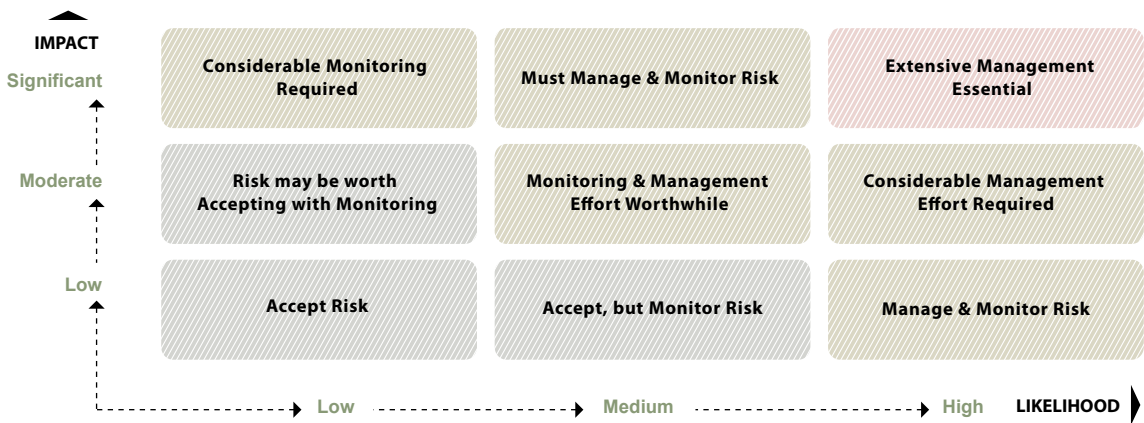 IMPACT
Significant
Considerable Monitoring
Required
Must Manage & Monitor Risk
Extensive Management
Essential
Moderate
Risk may be worth
Accepting with Monitoring
Monitoring & Management
Effort Worthwhile
Considerable Management
Effort Required
Low
Accept Risk
Accept, but Monitor Risk
Manage & Monitor Risk
Low
Medium
High
LIKELIHOOD